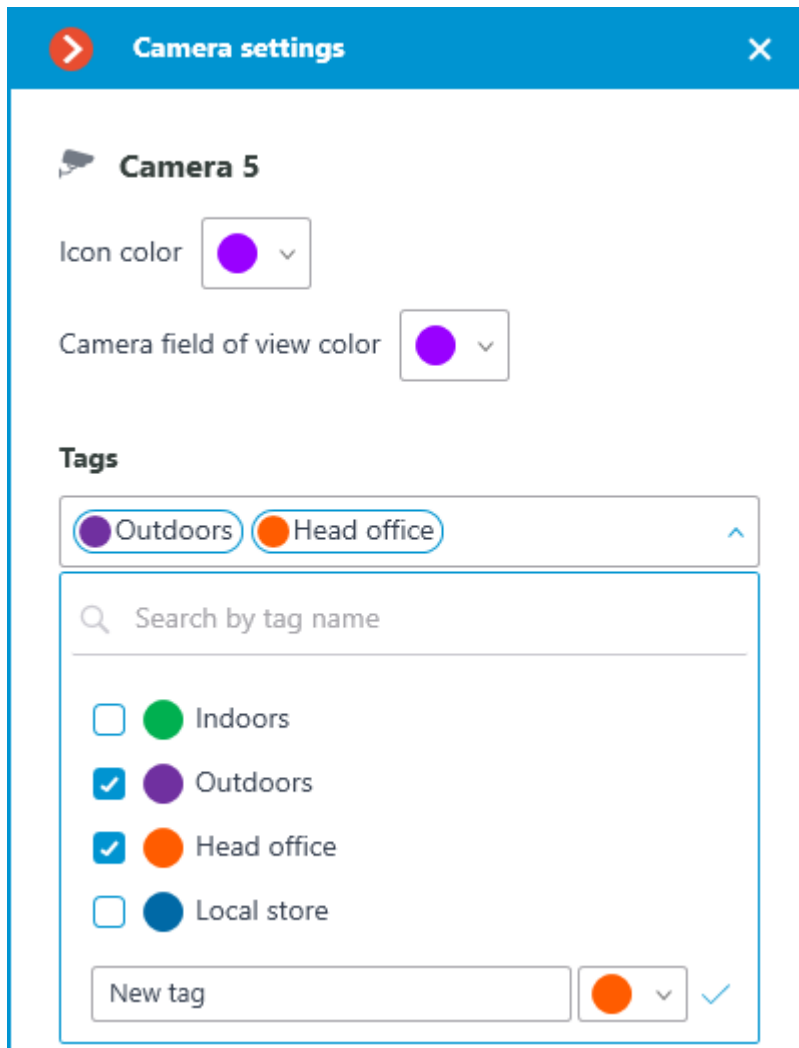 Camera settings
Camera 5
Icon color
Camera field of view color
Tags
Outdoors Head office
Search by tag name
Indoors
Outdoors
Head office
Local store
New tag